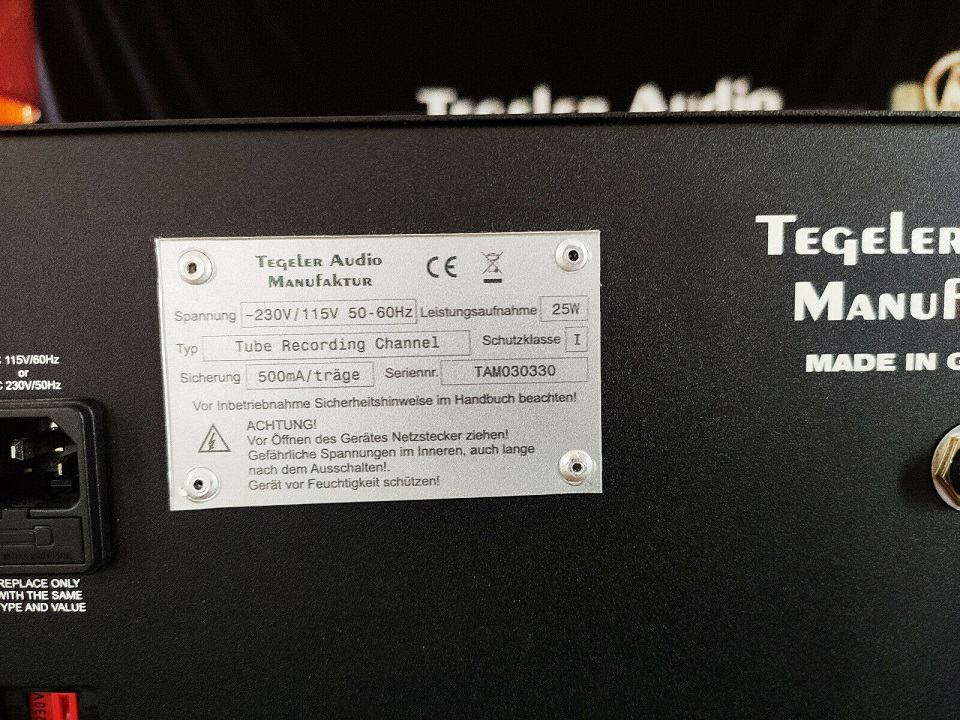 Tegeler Audio
Tegeler Audio
Manufaktur
CE
Spannung ~230V/115V 50-60Hz Leistungsaufnahme 25W
Typ Tube Recording Channel Schutzklasse I
Sicherung 500mA/träge Seriennr. TAM030330
Vor Inbetriebnahme Sicherheitshinweise im Handbuch beachten!
ACHTUNG!
Vor Öffnen des Gerätes Netzstecker ziehen!
Gefährliche Spannungen im Inneren, auch lange
nach dem Ausschalten!.
Gerät vor Feuchtigkeit schützen!
Tegeler
Manuf
MADE IN G
115V/60Hz
or
230V/50Hz
REPLACE ONLY
WITH THE SAME
TYPE AND VALUE